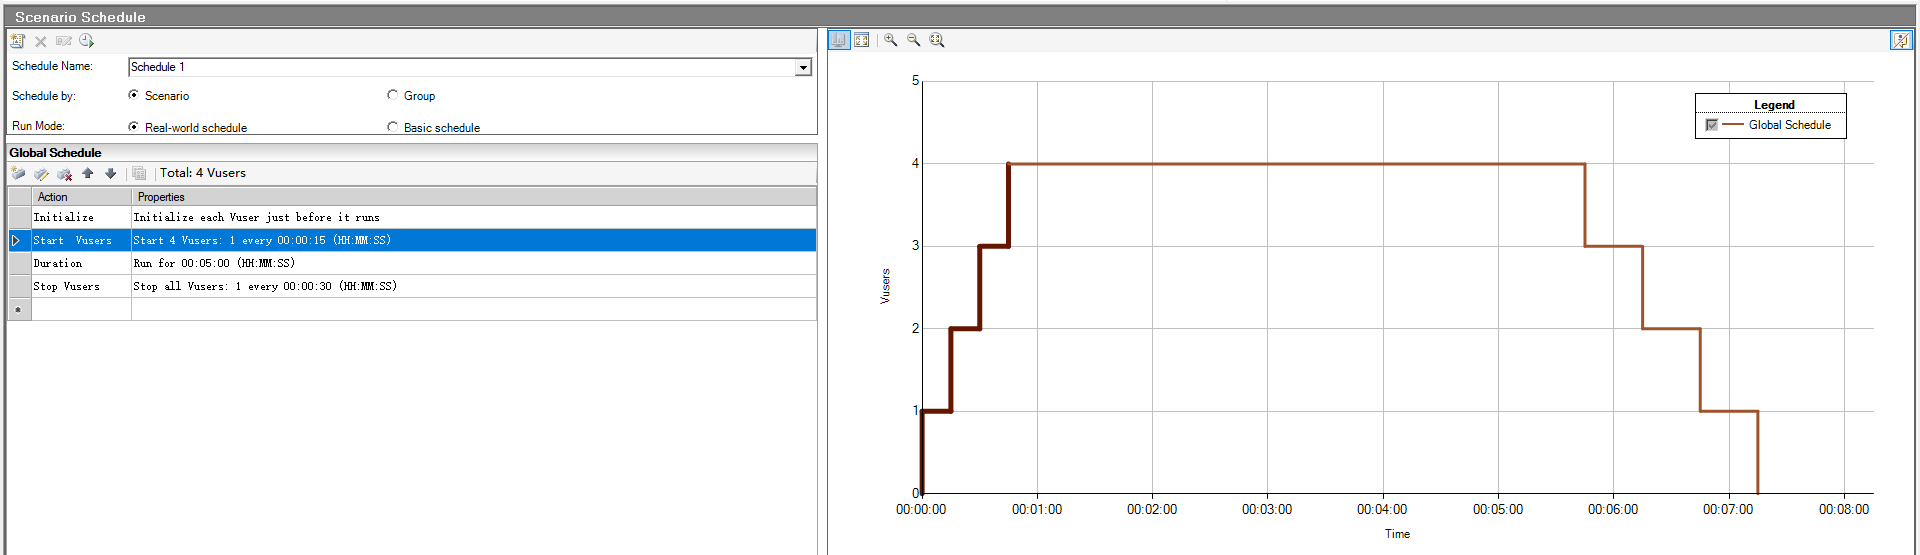 Scenario Schedule
Schedule Name: Schedule 1
Schedule by: Scenario Group
Run Mode: Real-world schedule Basic schedule
Global Schedule
Total: 4 Vusers
Action Properties
Initialize Initialize each Vuser just before it runs
Start Vusers Start 4 Vusers: 1 every 00:00:15 (HH:MM:SS)
Duration Run for 00:05:00 (HH:MM:SS)
Stop Vusers Stop all Vusers: 1 every 00:00:30 (HH:MM:SS)
*
5
4
3
2
1
0
Vusers
Legend
Global Schedule
00:00:00 00:01:00 00:02:00 00:03:00 00:04:00 00:05:00 00:06:00 00:07:00 00:08:00
Time